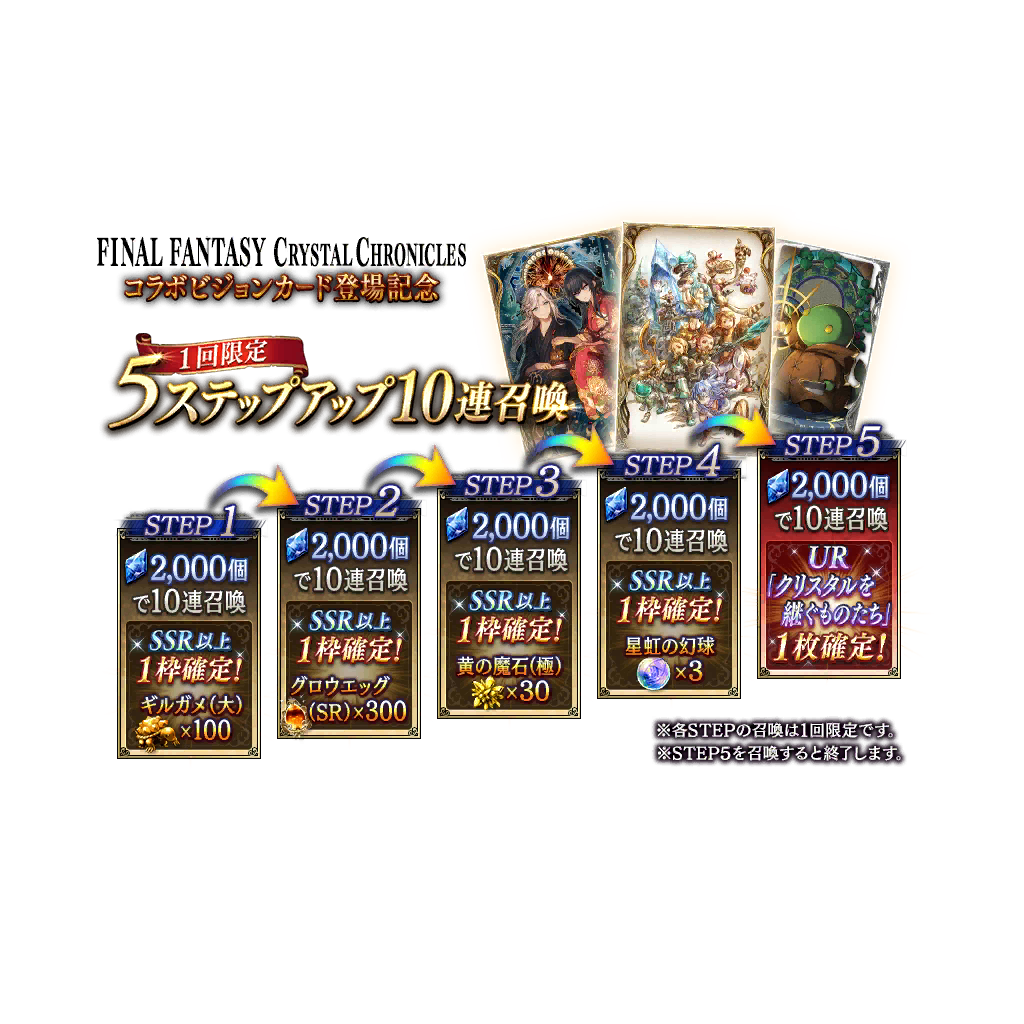 FINAL FANTASY CRYSTAL CHRONICLES
コラボビジョンカード登場記念
1回限定
5ステップアップ10連召喚
STEP 1
2,000個
で10連召喚
SSR以上
1枠確定!
ギルガメ(大)
×100
STEP 2
2,000個
で10連召喚
SSR以上
1枠確定!
グロウエッグ
(SR)×300
STEP 3
2,000個
で10連召喚
SSR以上
1枠確定!
黄の魔石(極)
×30
STEP 4
2,000個
で10連召喚
SSR以上
1枠確定!
星虹の幻球
×3
STEP 5
2,000個
で10連召喚
UR
「クリスタルを
継ぐものたち」
1枚確定!
※各STEPの召喚は1回限定です。
※STEP5を召喚すると終了します。